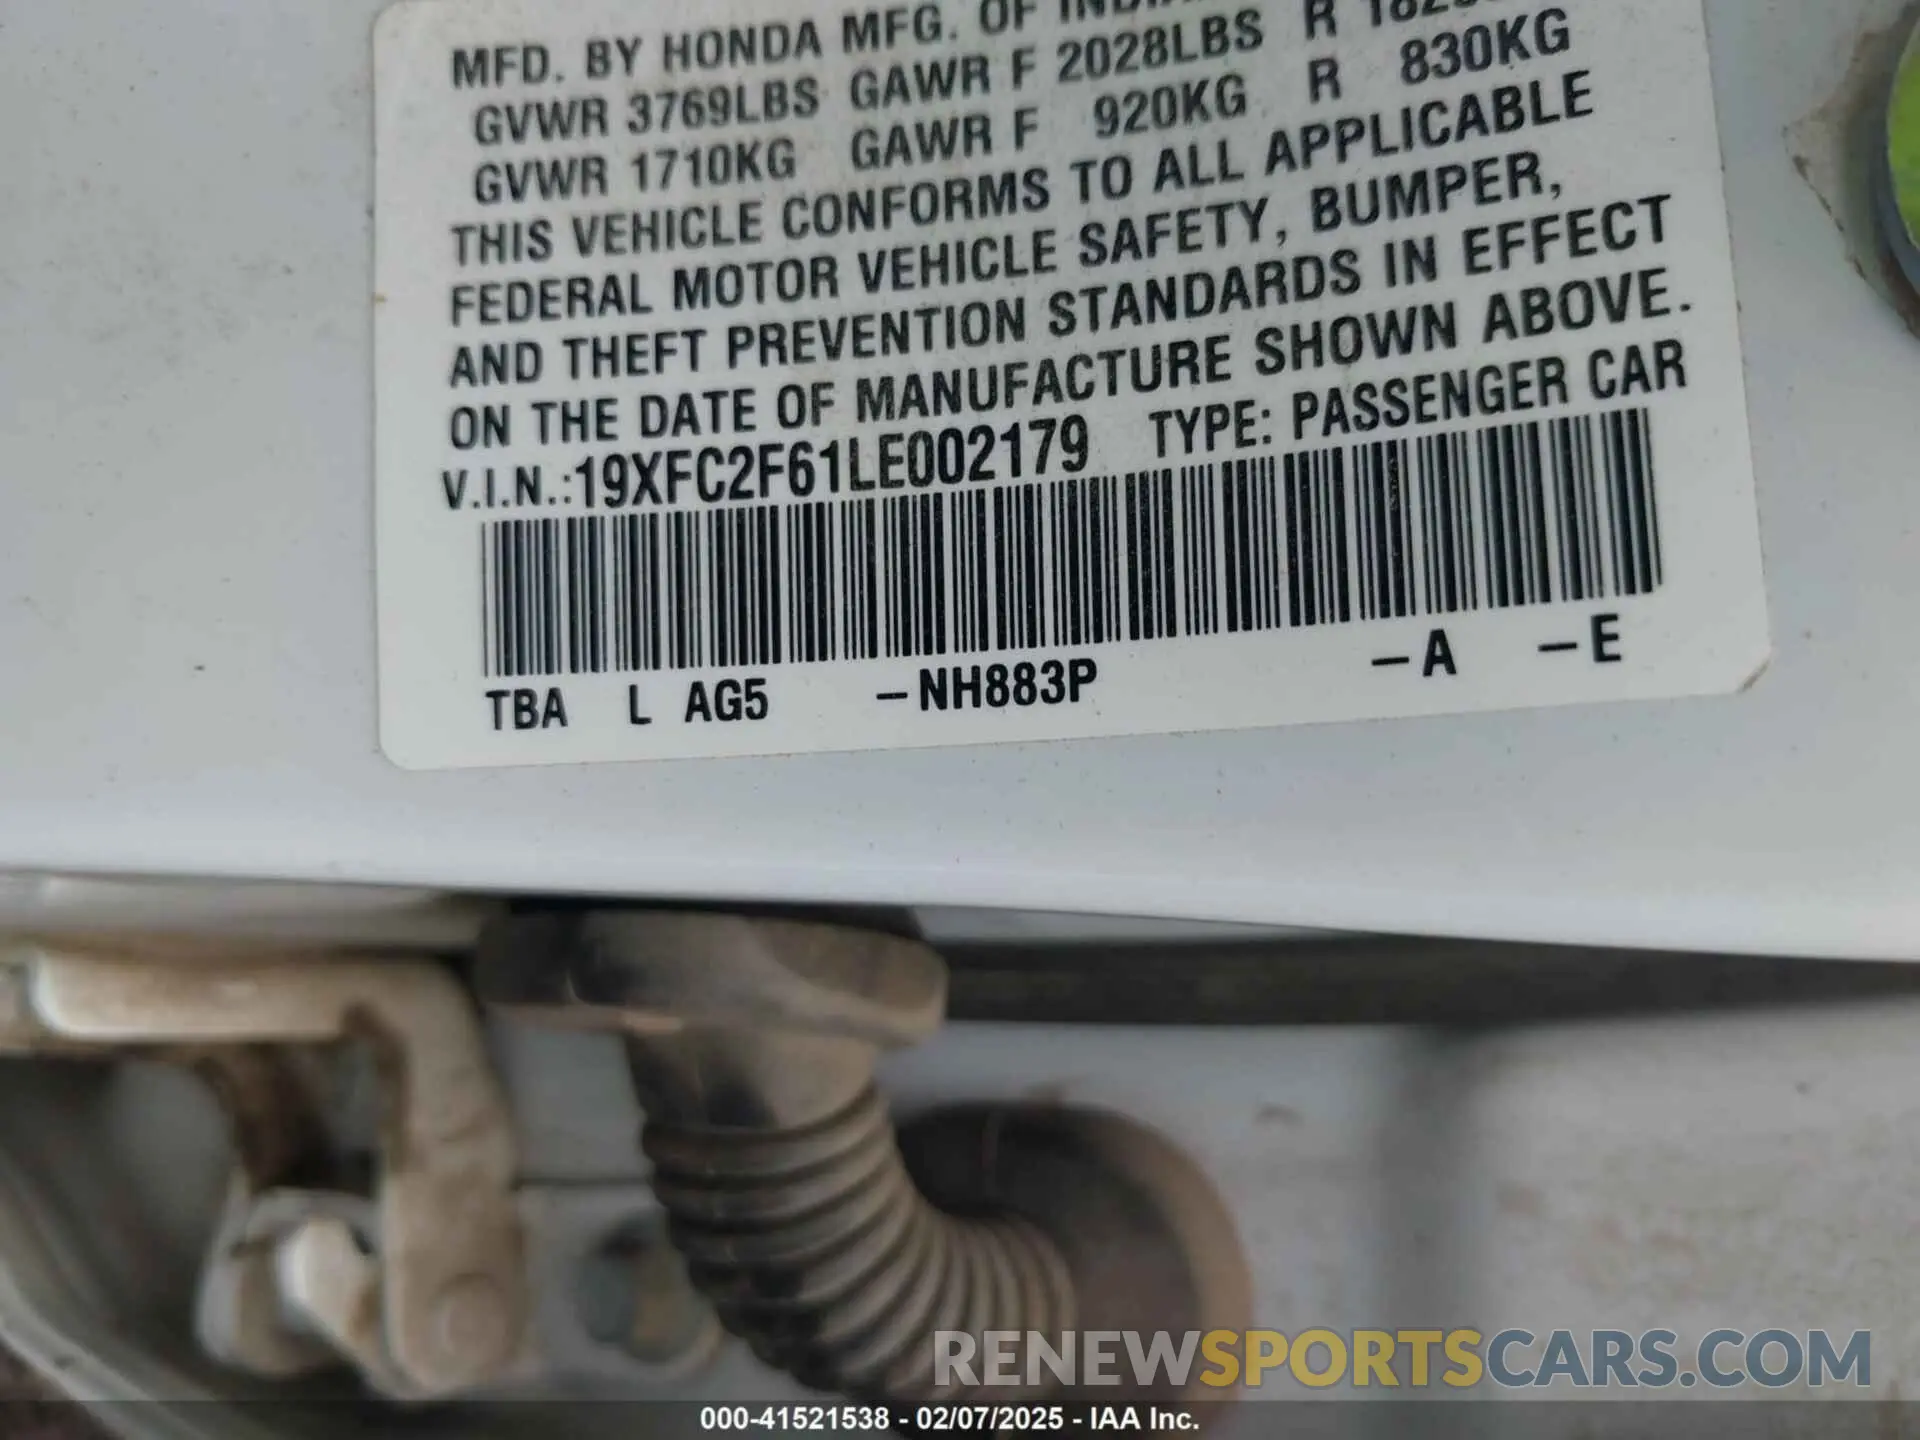 MFD. BY HONDA MFG. OF
GVWR 3769LBS GAWR F 2028LBS R
GVWR 1710KG GAWR F 920KG R 830KG
THIS VEHICLE CONFORMS TO ALL APPLICABLE
FEDERAL MOTOR VEHICLE SAFETY, BUMPER,
AND THEFT PREVENTION STANDARDS IN EFFECT
ON THE DATE OF MANUFACTURE SHOWN ABOVE.
V.I.N.:19XFC2F61LE002179 TYPE: PASSENGER CAR
TBA L AG5 –NH883P –A –E
RENEWSPORTSCARS.COM
000-41521538 - 02/07/2025 - IAA Inc.